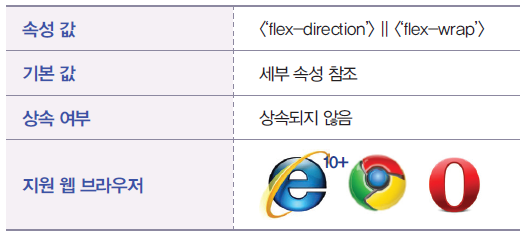 속성 값 〈'flex-direction'〉 || 〈'flex-wrap'〉
기본 값 세부 속성 참조
상속 여부 상속되지 않음
지원 웹 브라우저 10+